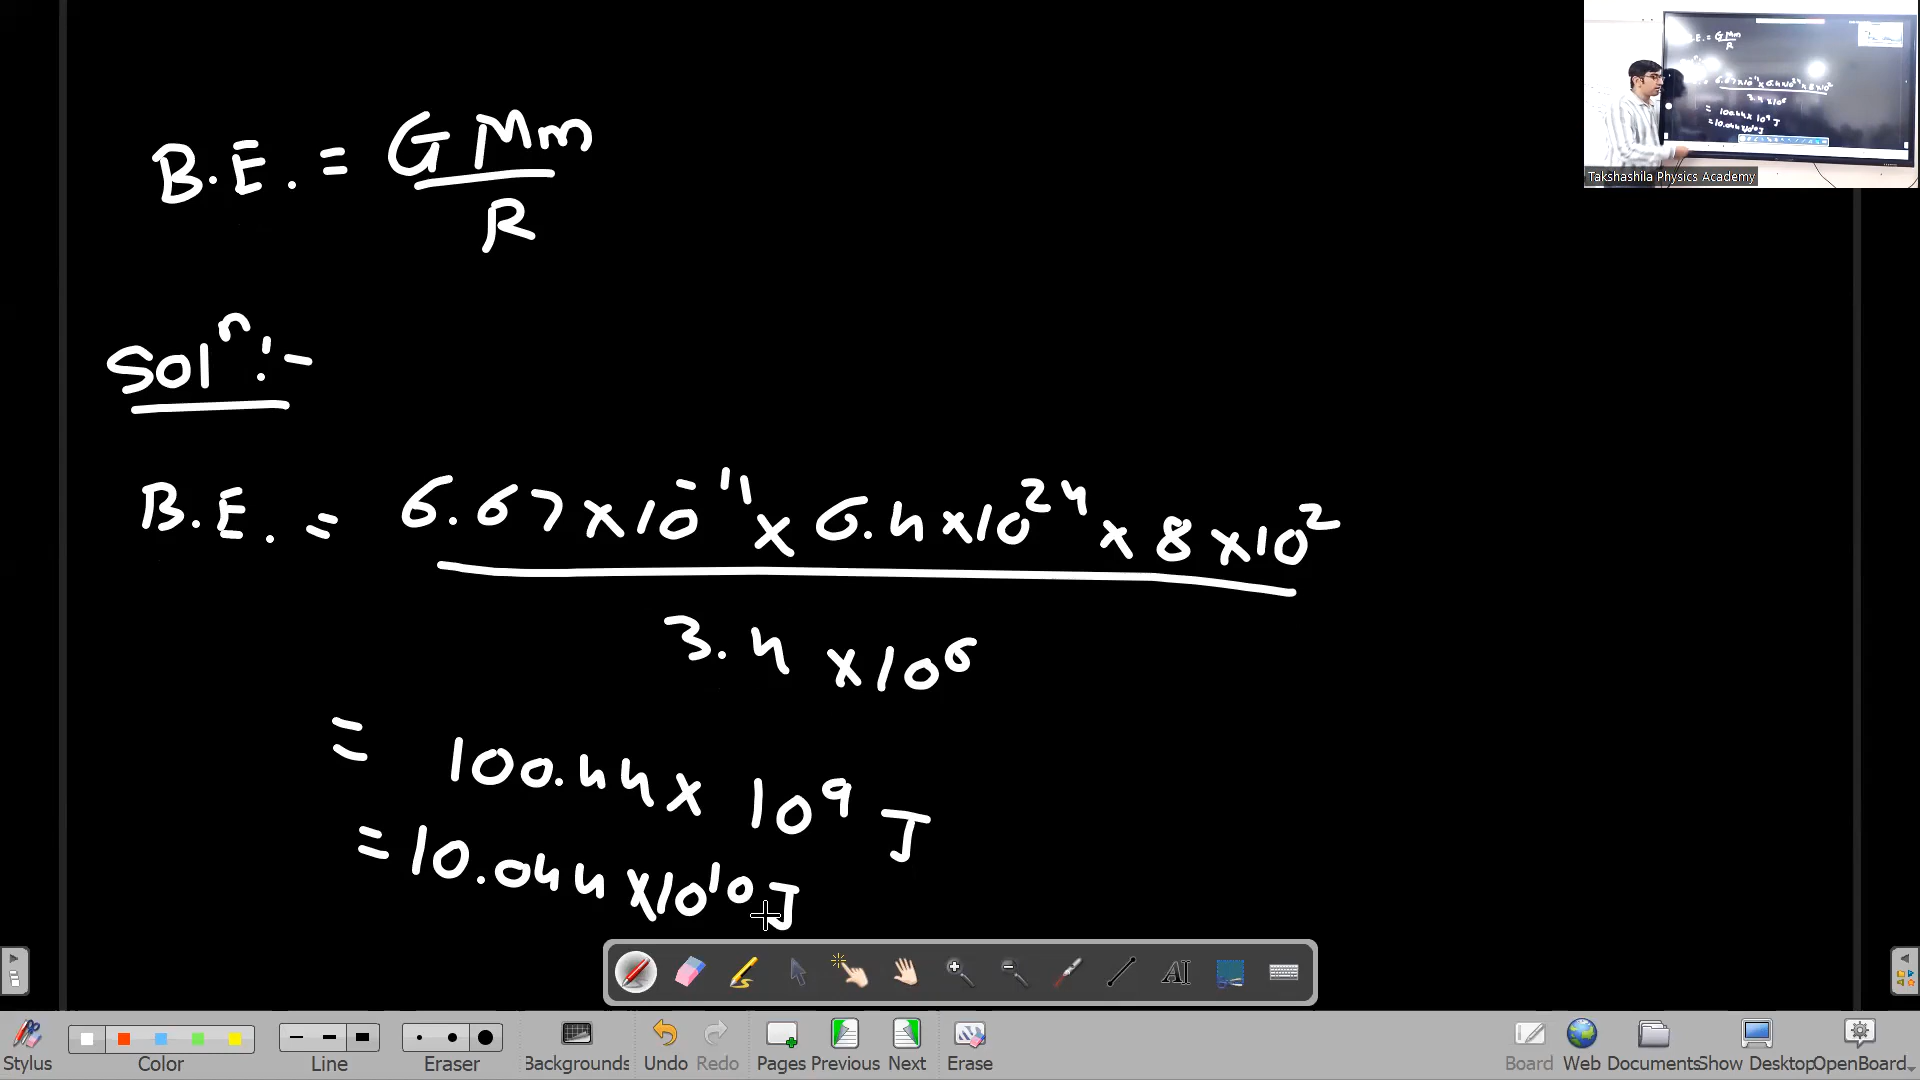 B.E. = G Mm
R
Solⁿ :-
B.E. = 6.67 × 10⁻¹¹ × 6.4 × 10²⁴ × 8 × 10²
3.4 × 10⁶
= 100.44 × 10⁹ J
= 10.044 × 10¹⁰ J
Takshashila Physics Academy
Stylus Color Line Eraser Backgrounds Undo Redo Pages Previous Next Erase Board Web Documents Show Desktop OpenBoard